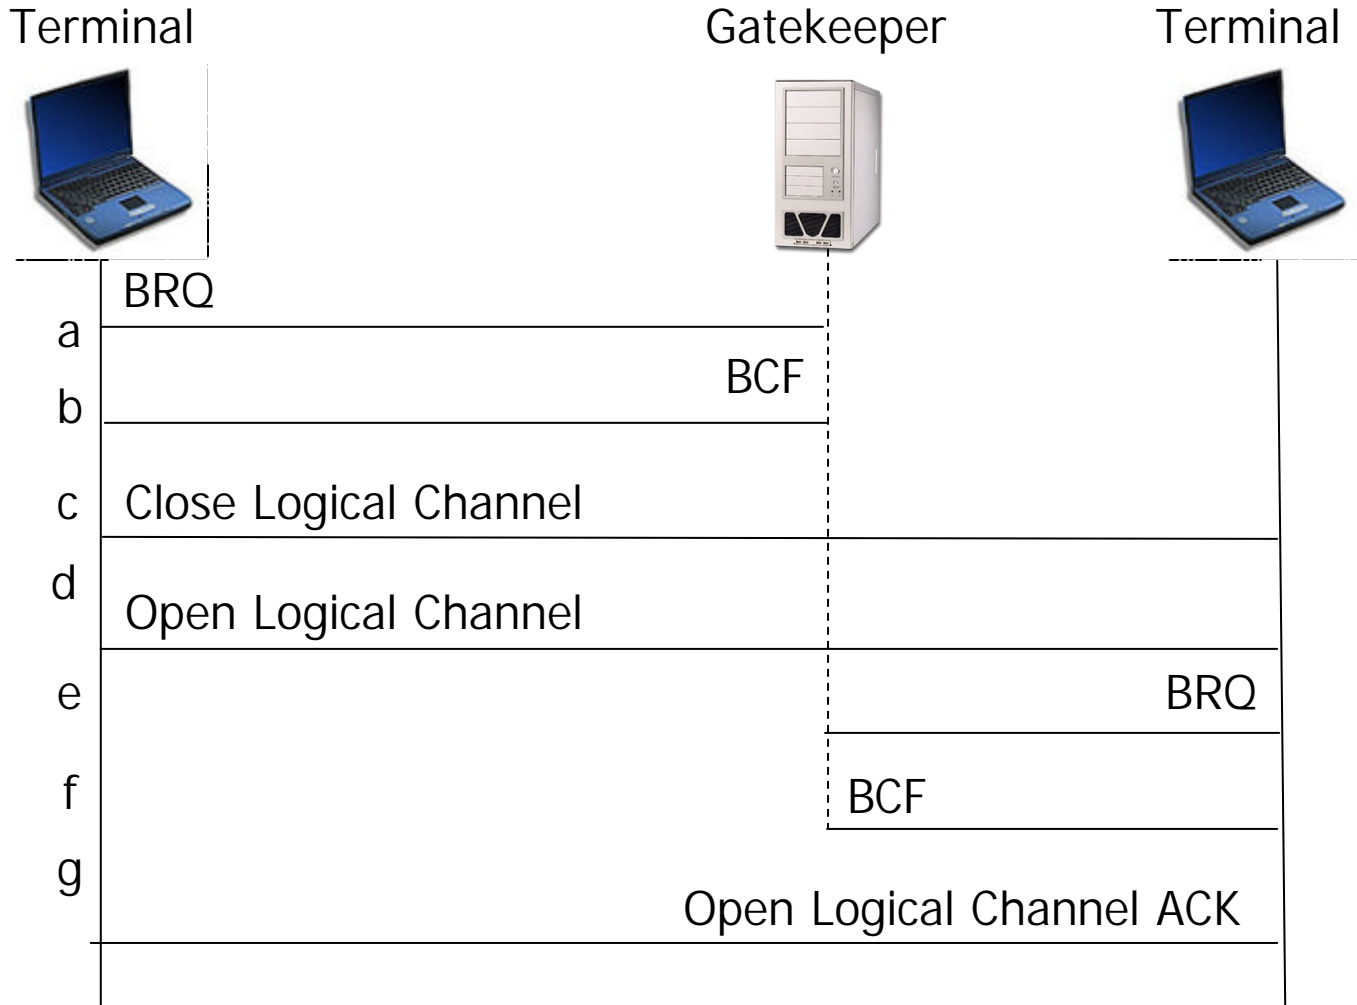 Terminal Gatekeeper Terminal
BRQ
a
BCF
b
c Close Logical Channel
d
Open Logical Channel
e BRQ
f BCF
g
Open Logical Channel ACK